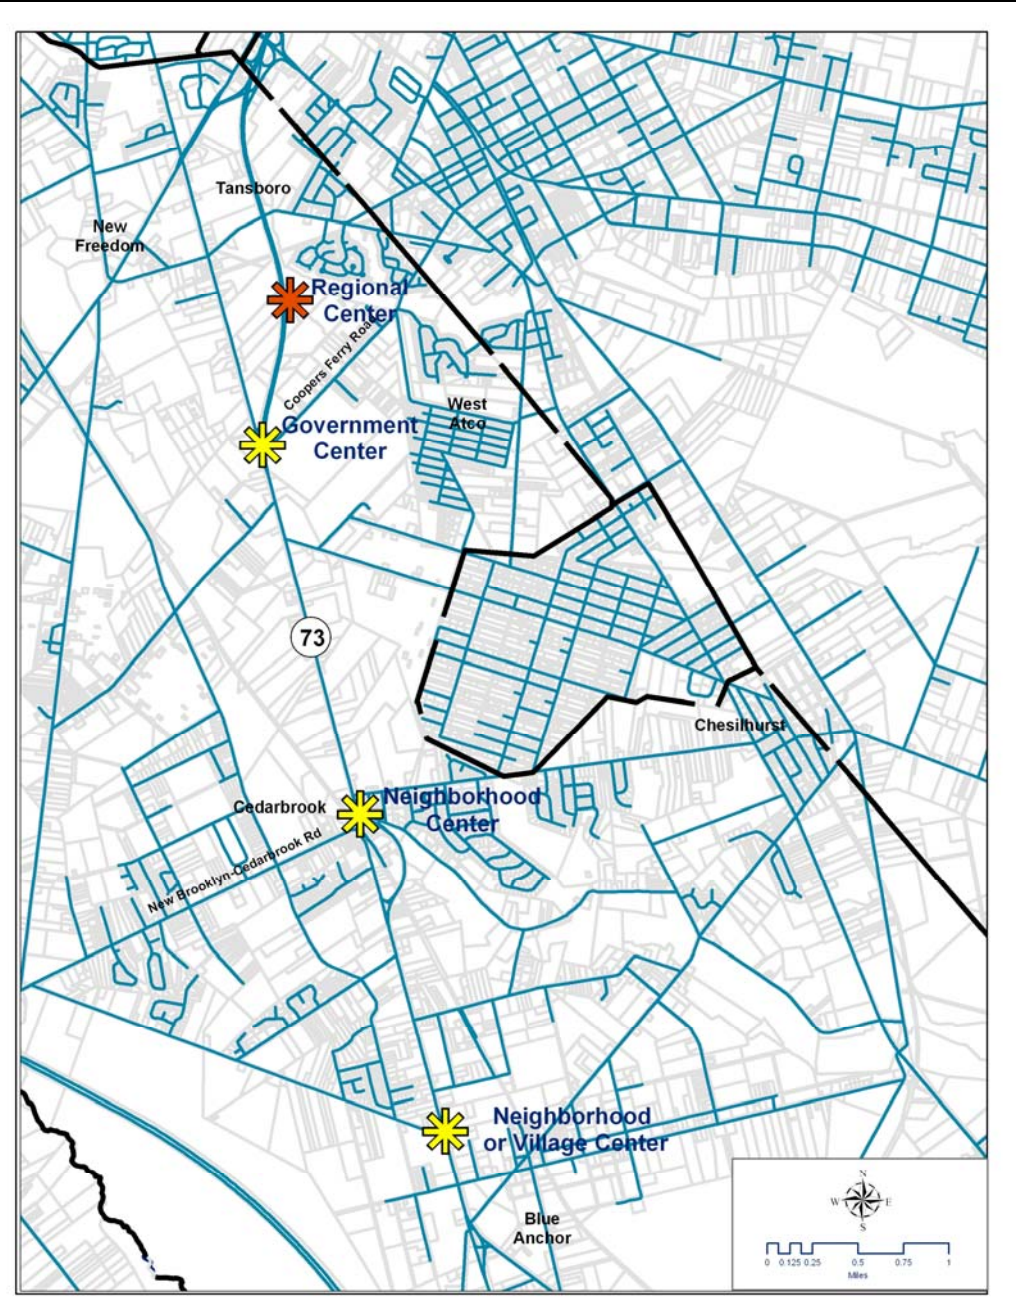 Tansboro
New
Freedom
Regional
Center
Coopers Ferry Road
West
Atco
Government
Center
73
Chesilhurst
Cedarbrook
Neighborhood
Center
New Brooklyn-Cedarbrook Rd
Neighborhood
or Village Center
Blue
Anchor
N
W E
S
0 0.125 0.25 0.5 0.75 1
Miles